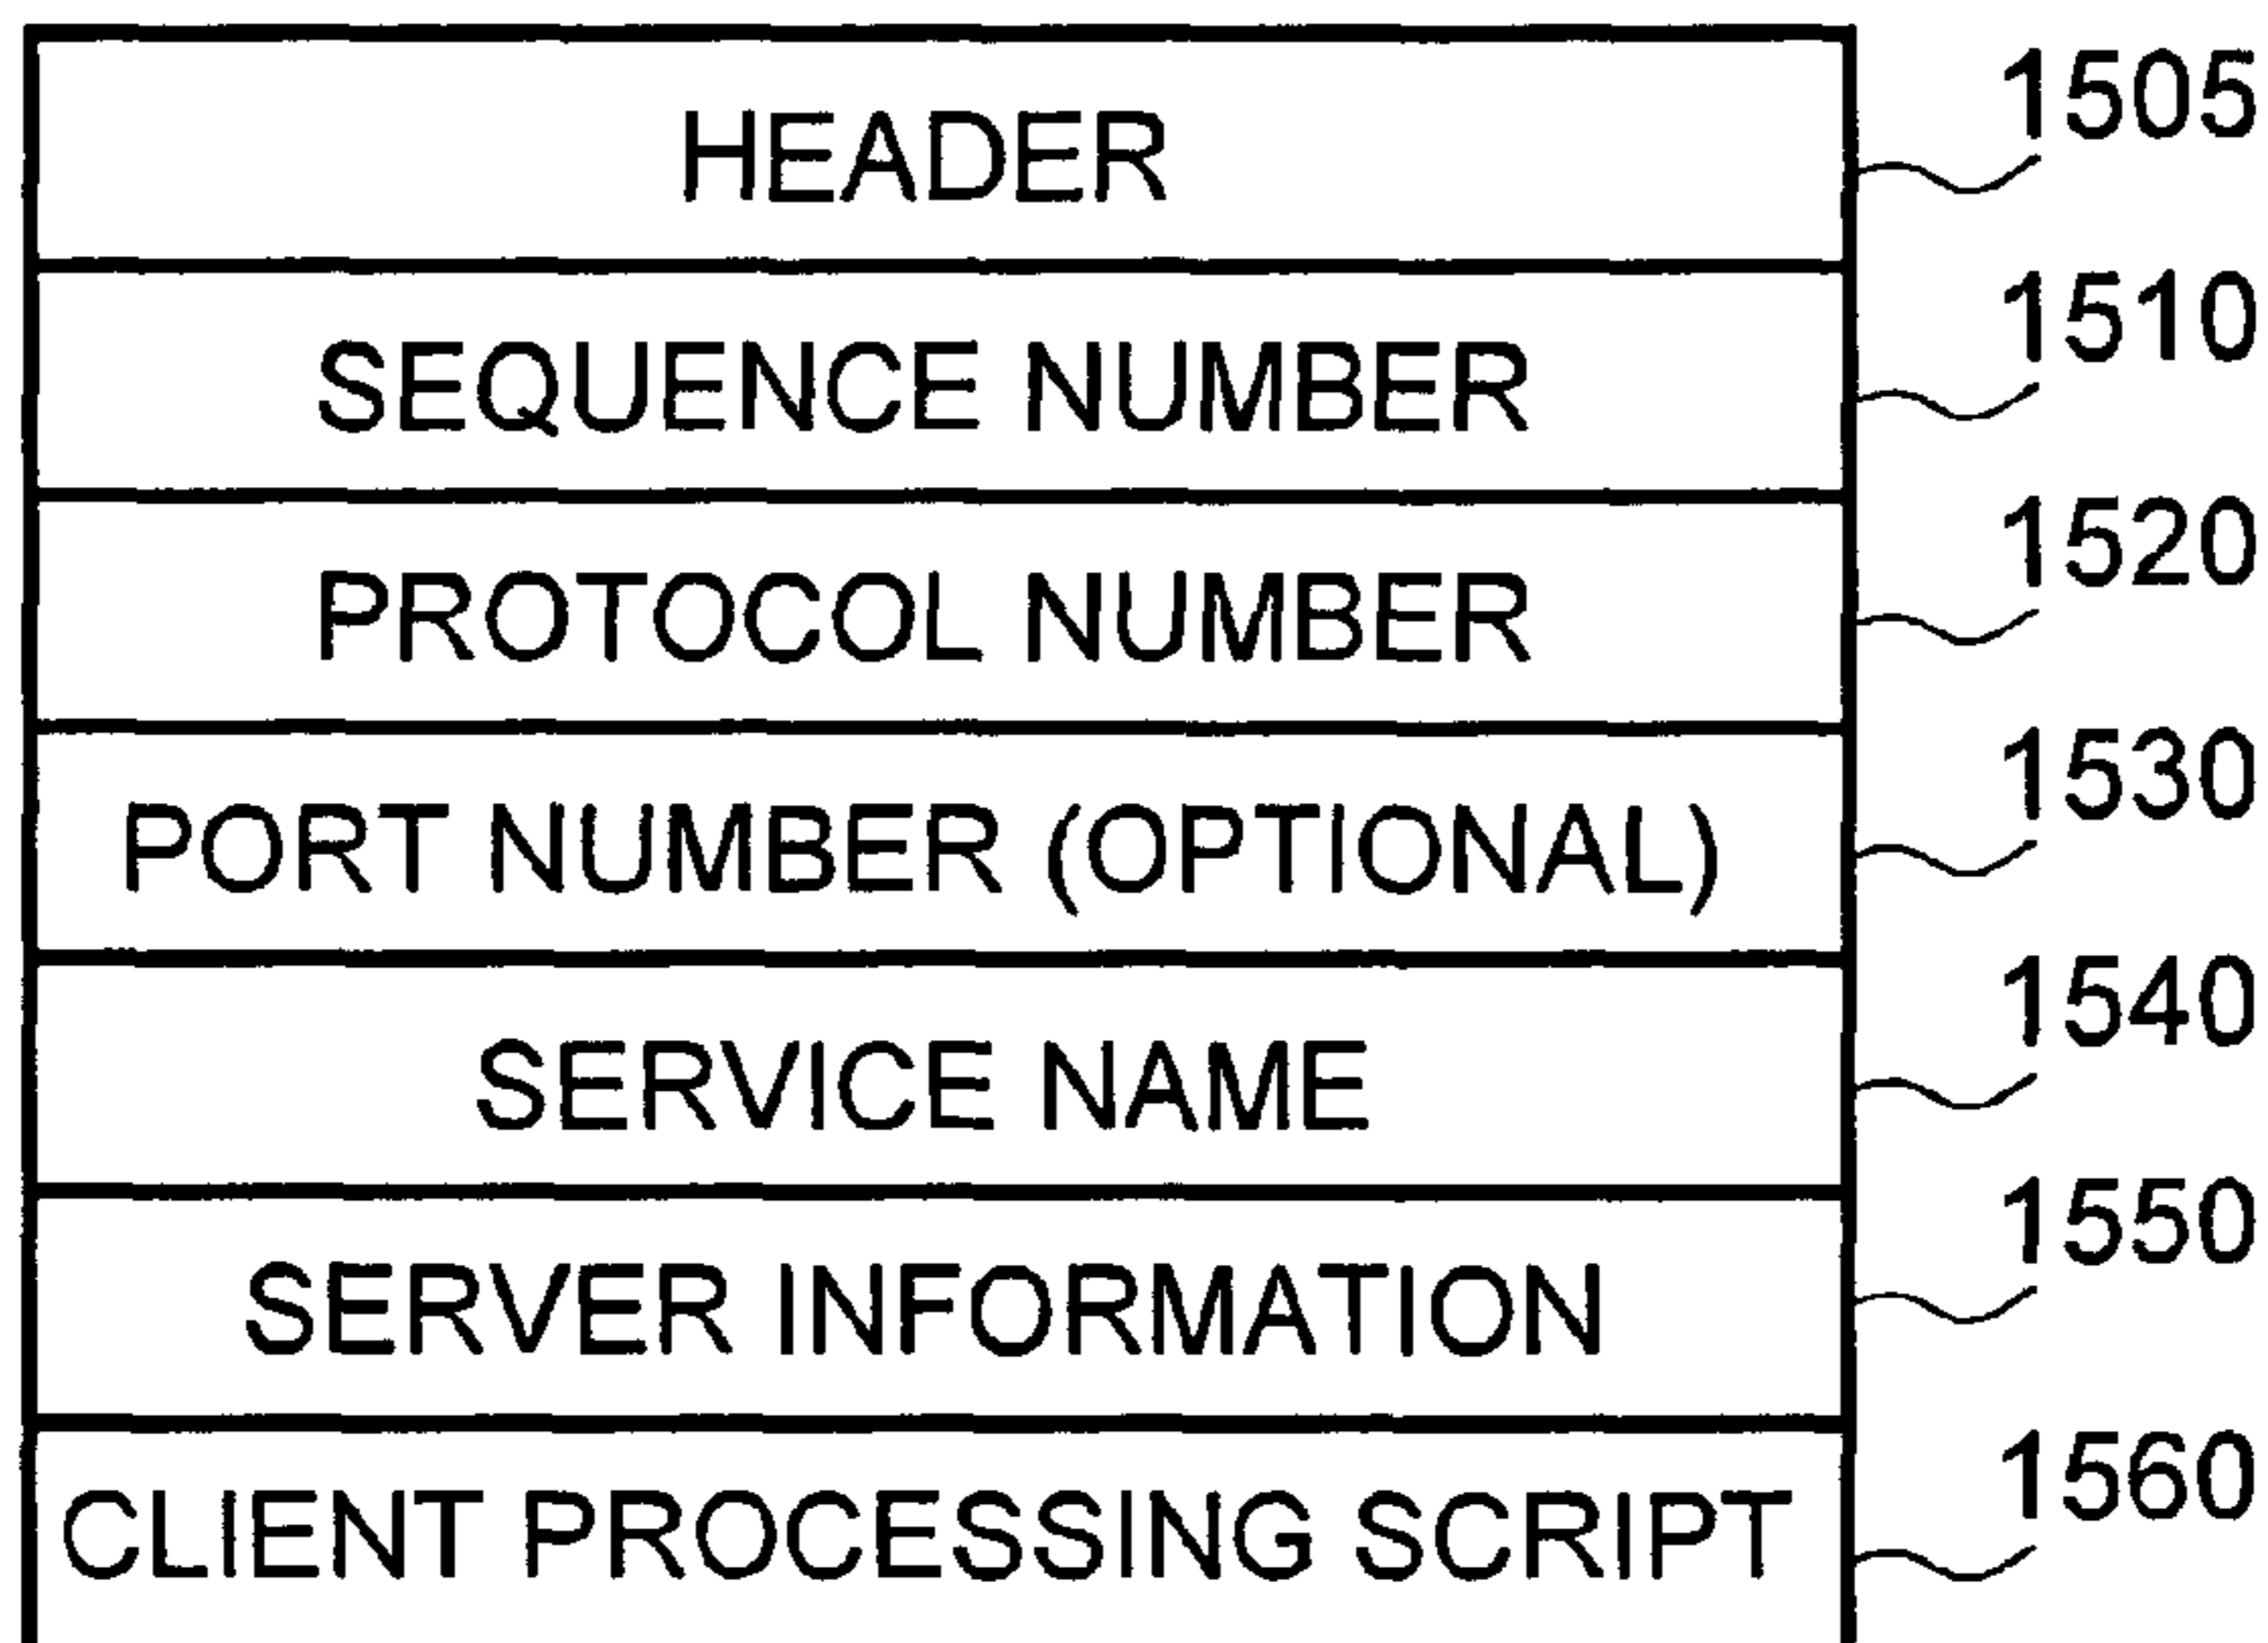 HEADER
1505
SEQUENCE NUMBER
1510
PROTOCOL NUMBER
1520
PORT NUMBER (OPTIONAL)
1530
SERVICE NAME
1540
SERVER INFORMATION
1550
CLIENT PROCESSING SCRIPT
1560